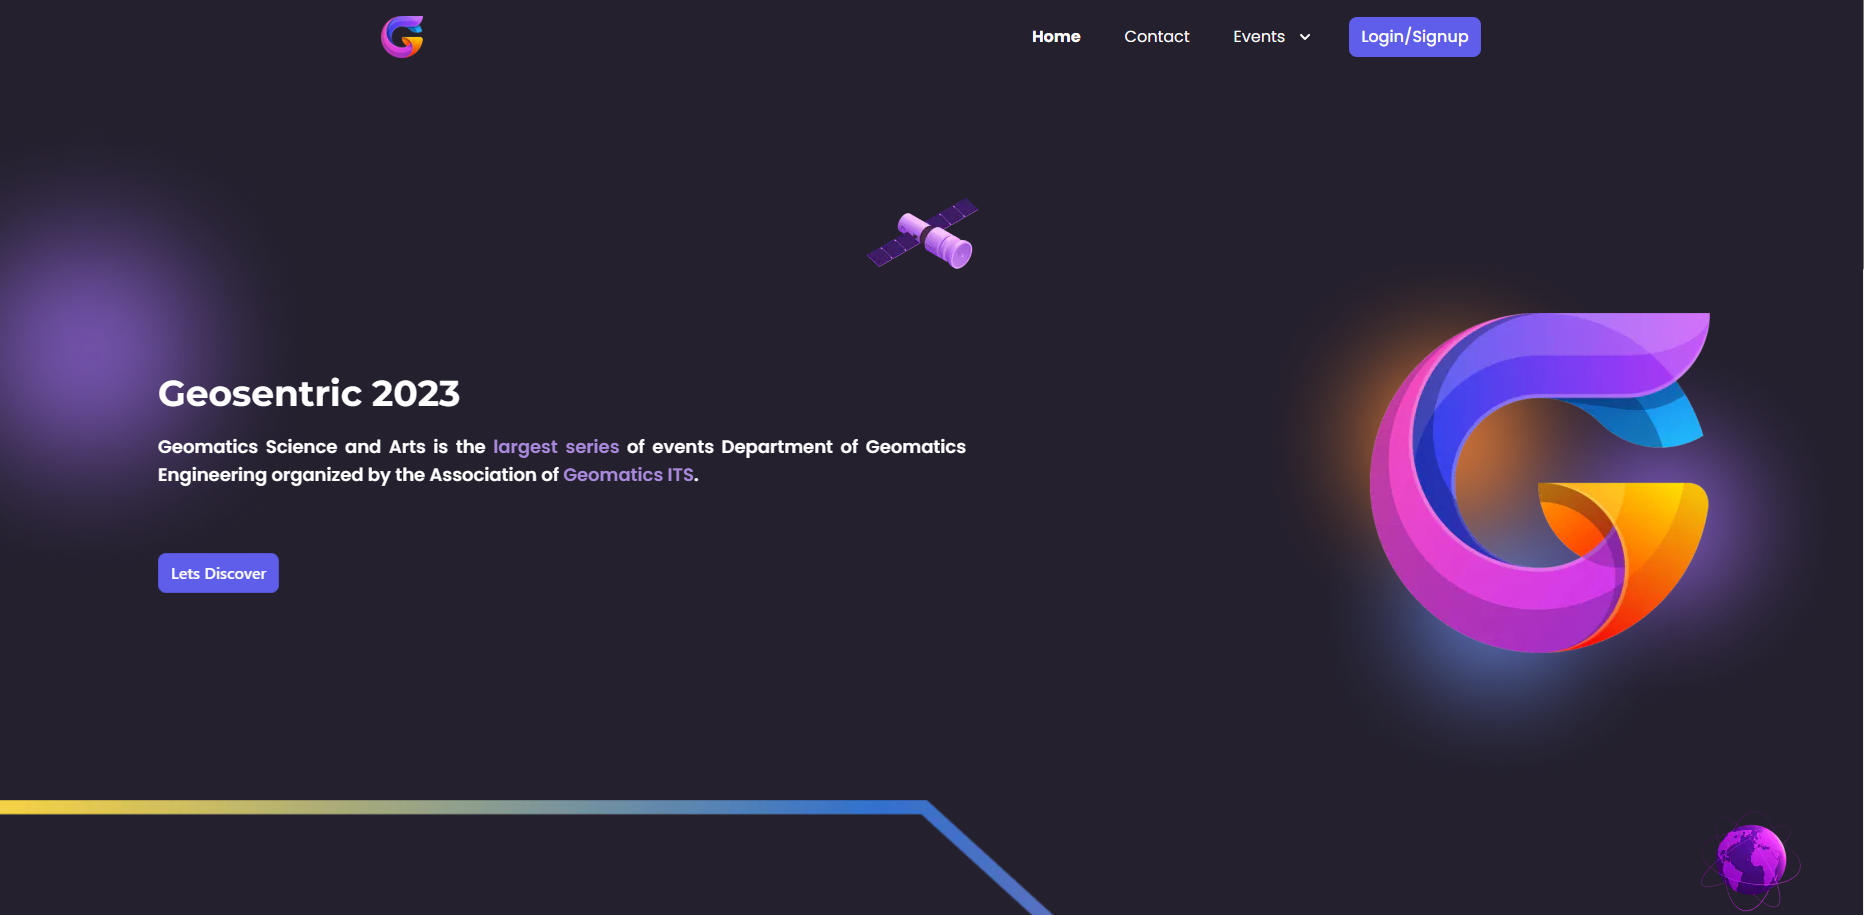 Home Contact Events Login/Signup
Geosentric 2023
Geomatics Science and Arts is the largest series of events Department of Geomatics
Engineering organized by the Association of Geomatics ITS.
Lets Discover